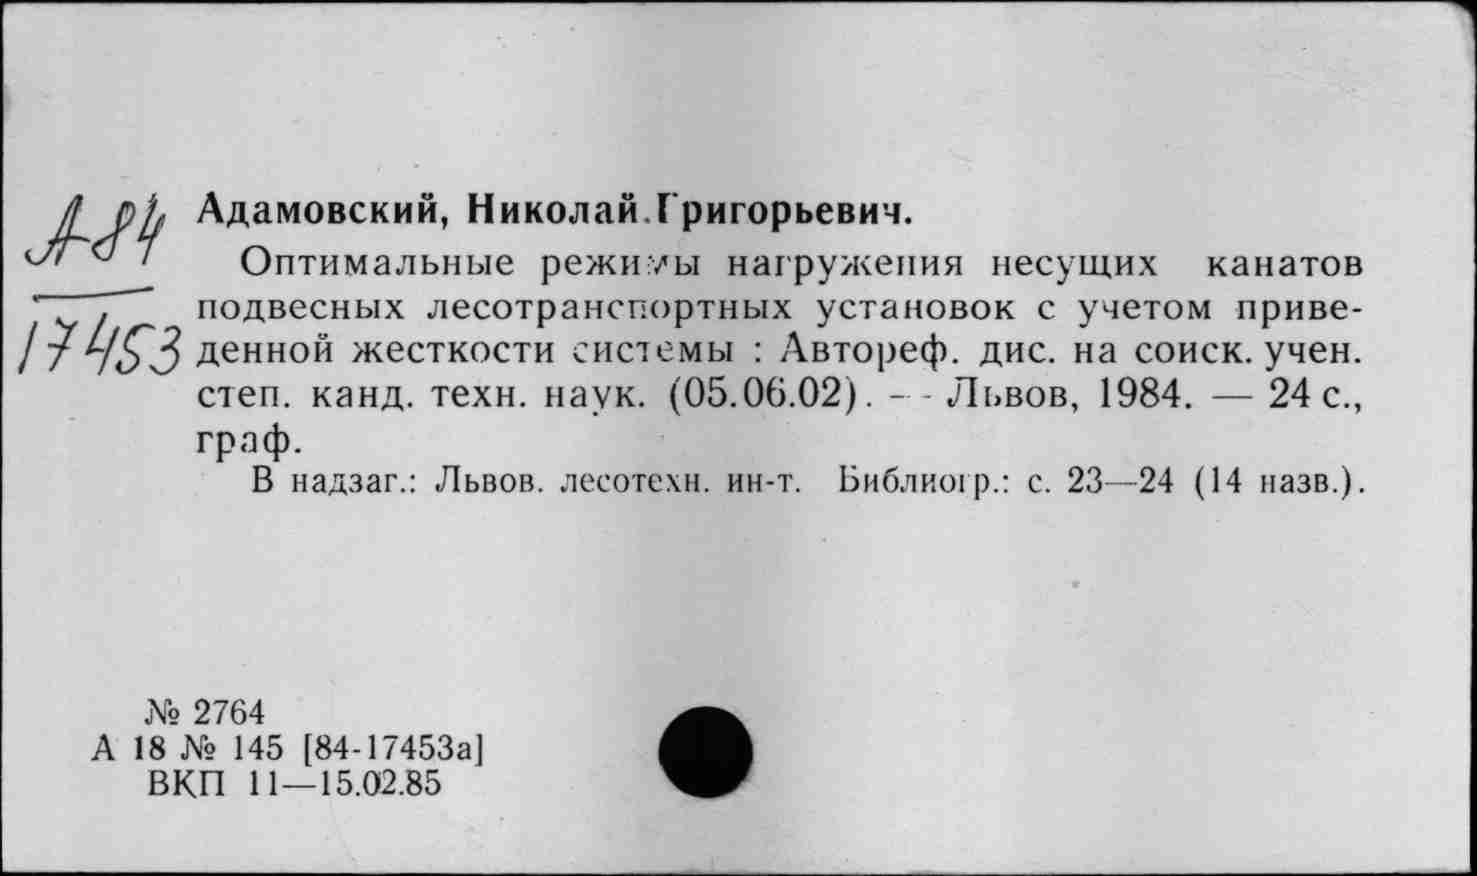 А84
17453
Адамовский, Николай Григорьевич.
Оптимальные режимы нагружения несущих канатов
подвесных лесотранспортных установок с учетом приве-
денной жесткости системы : Автореф. дис. на соиск. учен.
степ. канд. техн. наук. (05.06.02). — Львов, 1984. — 24 с.,
граф.
В надзаг.: Львов. лесотехн. ин-т. Библиогр.: с. 23—24 (14 назв.).
№ 2764
А 18 № 145 [84-17453а]
ВКП 11—15.02.85